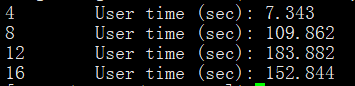 4 User time (sec): 7.343
8 User time (sec): 109.862
12 User time (sec): 183.882
16 User time (sec): 152.844